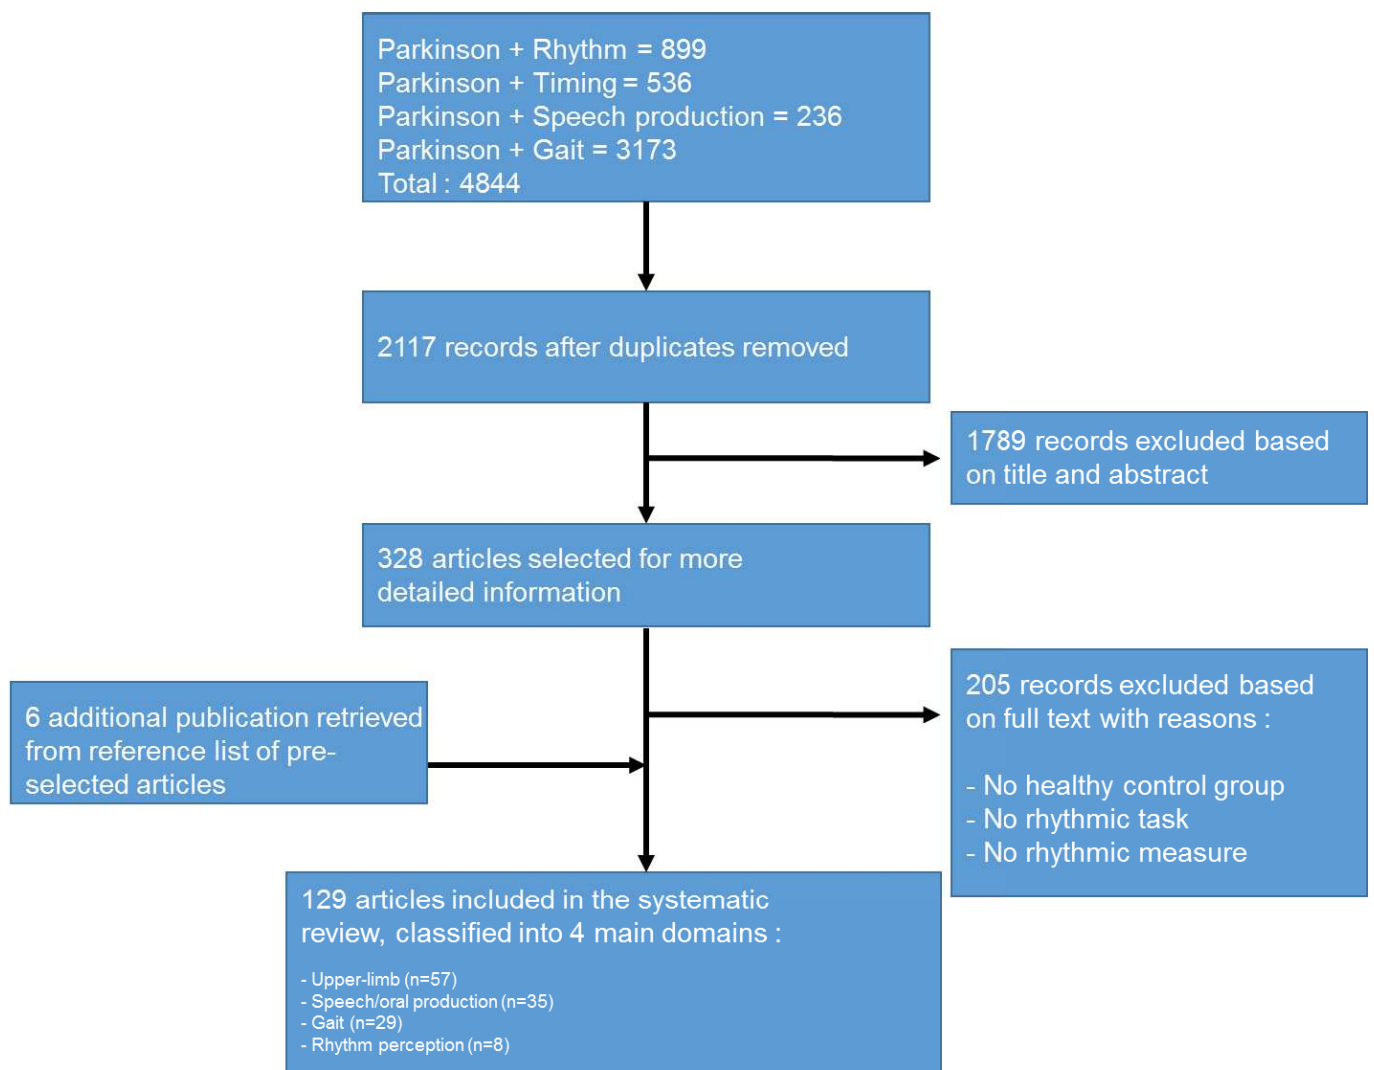 Parkinson + Rhythm = 899
Parkinson + Timing = 536
Parkinson + Speech production = 236
Parkinson + Gait = 3173
Total : 4844
2117 records after duplicates removed
1789 records excluded based
on title and abstract
328 articles selected for more
detailed information
6 additional publication retrieved
from reference list of pre-
selected articles
205 records excluded based
on full text with reasons :
- No healthy control group
- No rhythmic task
- No rhythmic measure
129 articles included in the systematic
review, classified into 4 main domains :
- Upper-limb (n=57)
- Speech/oral production (n=35)
- Gait (n=29)
- Rhythm perception (n=8)